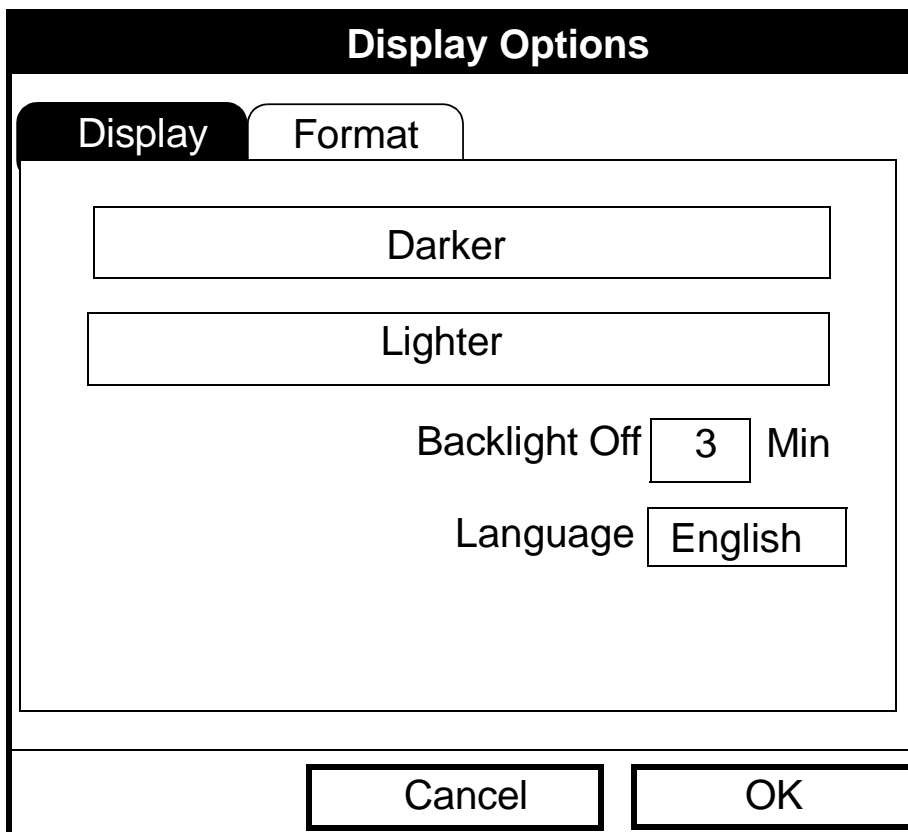 Display Options
Display Format
Darker
Lighter
Backlight Off 3 Min
Language English
Cancel OK